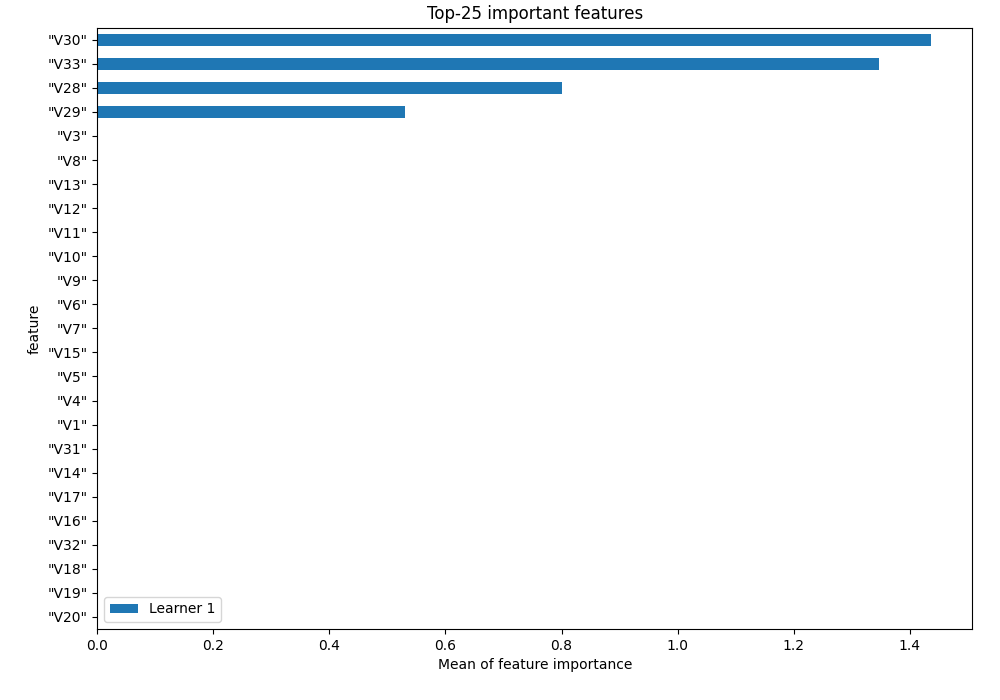 Top-25 important features
"V30"
"V33"
"V28"
"V29"
"V3"
"V8"
"V13"
"V12"
"V11"
"V10"
"V9"
"V6"
"V7"
"V15"
"V5"
"V4"
"V1"
"V31"
"V14"
"V17"
"V16"
"V32"
"V18"
"V19"
"V20"
feature
Learner 1
0.0 0.2 0.4 0.6 0.8 1.0 1.2 1.4
Mean of feature importance